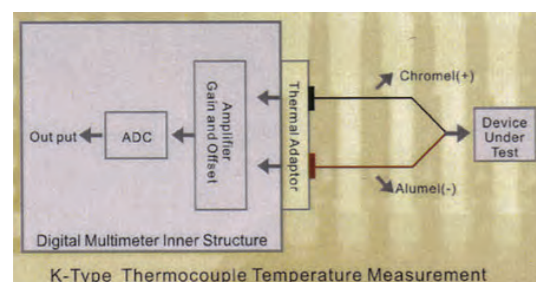 Chromel(+)
Thermal Adaptor
Amplifier
Gain and Offset
Out put
ADC
Device
Under
Test
Alumel(-)
Digital Multimeter Inner Structure
K-Type Thermocouple Temperature Measurement